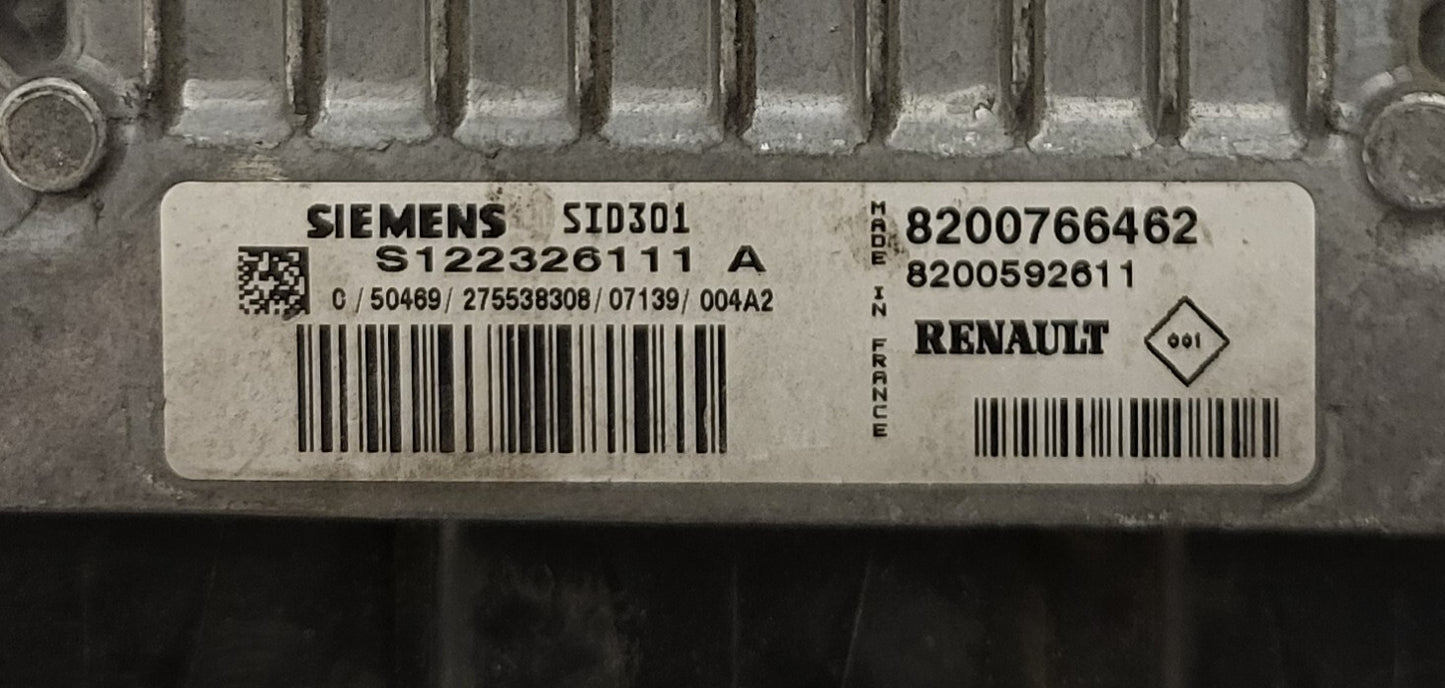 SIEMENS SID301
S122326111 A
C / 50469 / 275538308 / 07139 / 004A2
MADE IN FRANCE
8200766462
8200592611
RENAULT 001